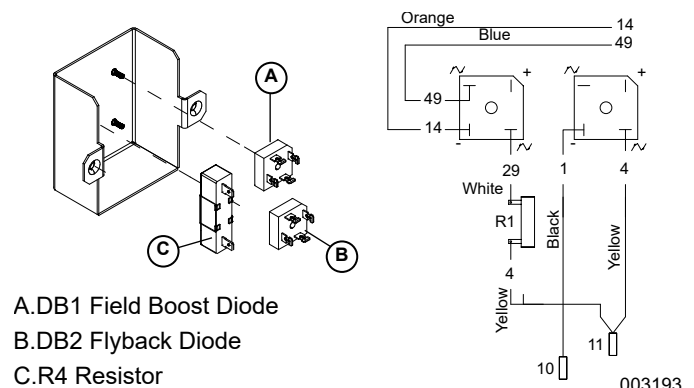 Orange
14
Blue
49
A
~ +
~ +
49
14
- ~
- ~
29
1
4
White
R1
Black
Yellow
C
B
4
Yellow
11
10
A.DB1 Field Boost Diode
B.DB2 Flyback Diode
C.R4 Resistor
003193